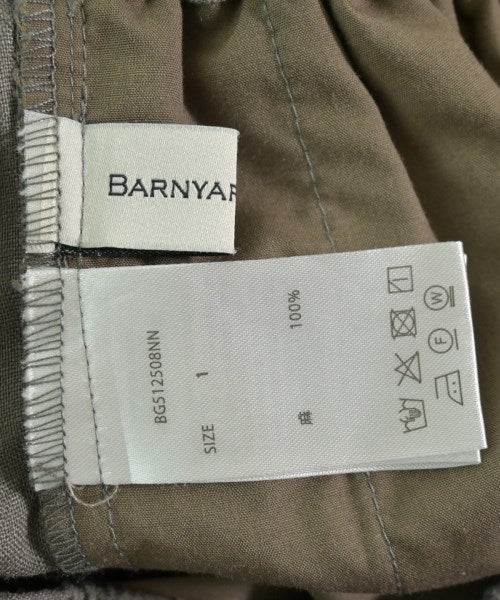 BARNYAR
BG512508NN
SIZE 1
麻 100%
F W